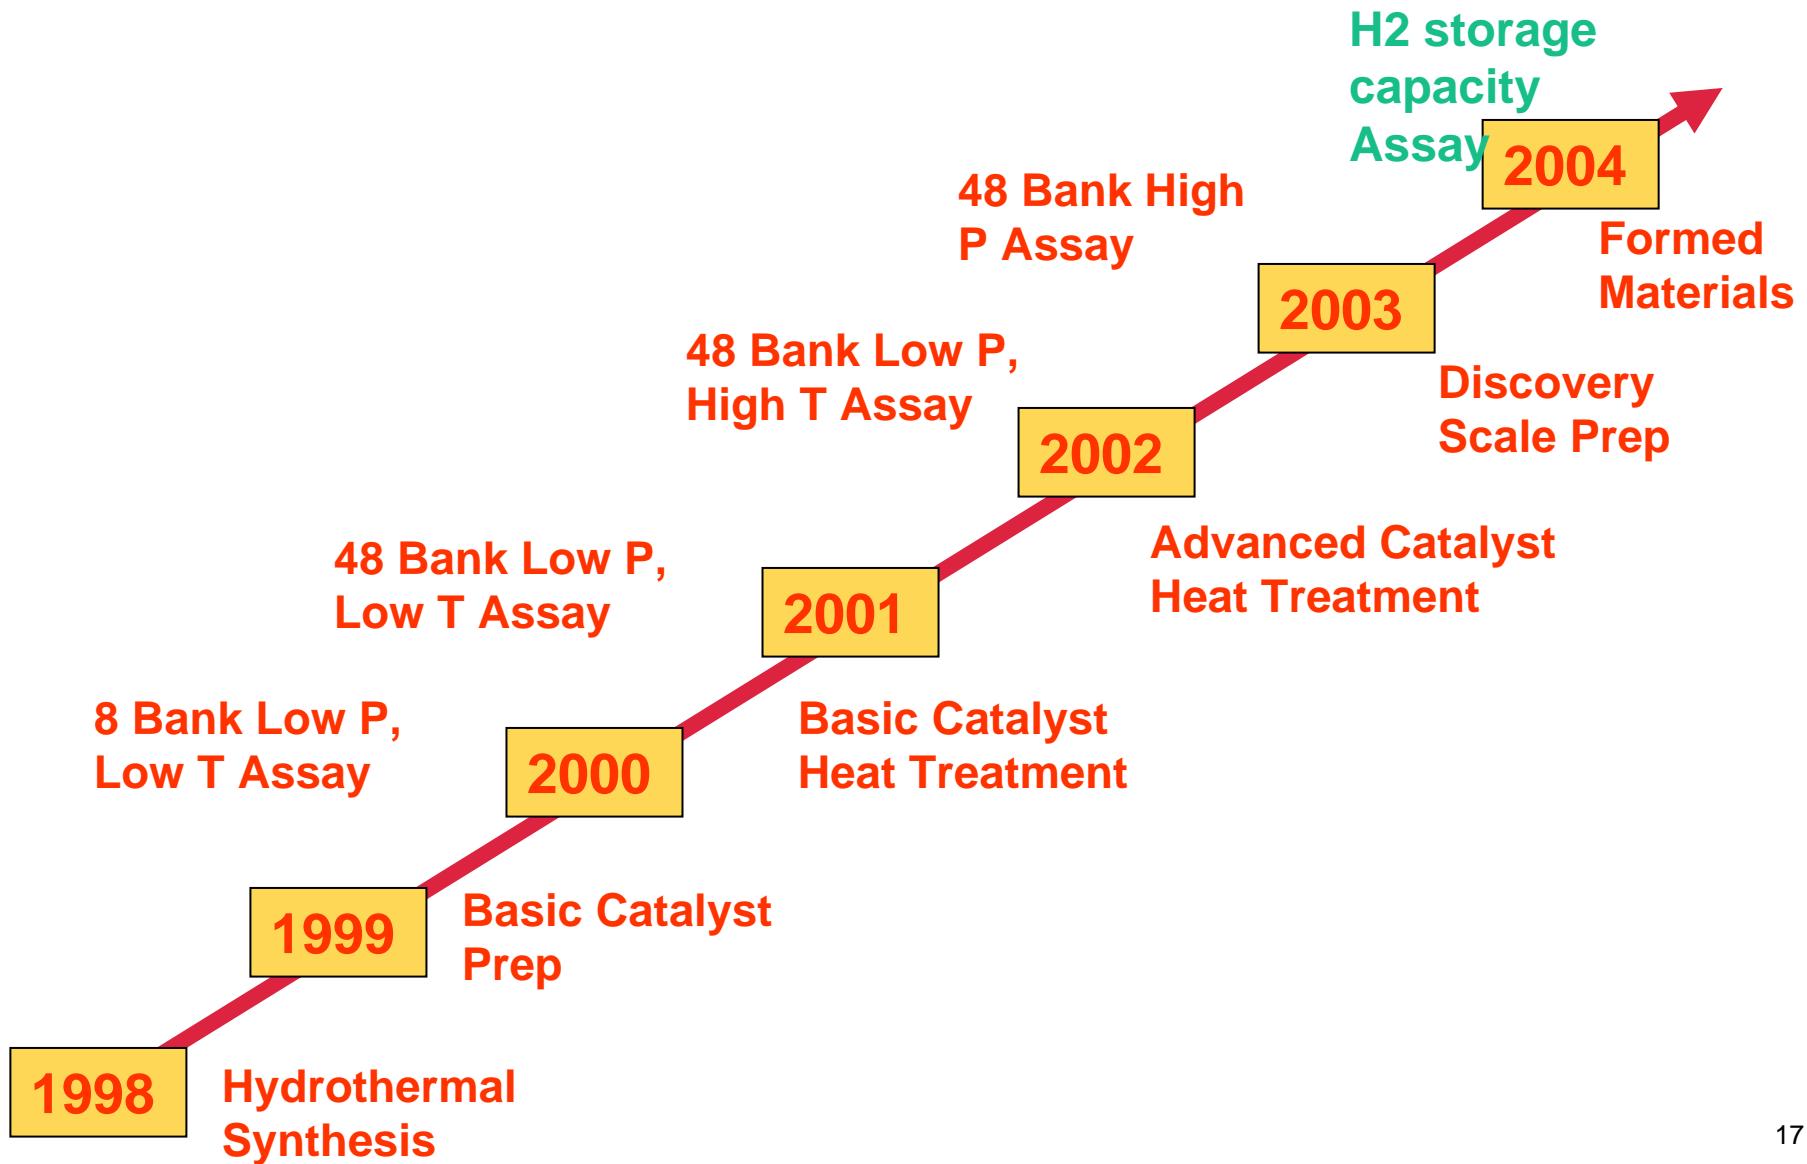 H2 storage
capacity
Assay
2004
48 Bank High
P Assay
Formed
Materials
2003
48 Bank Low P,
High T Assay
Discovery
Scale Prep
2002
48 Bank Low P,
Low T Assay
Advanced Catalyst
Heat Treatment
2001
8 Bank Low P,
Low T Assay
Basic Catalyst
Heat Treatment
2000
Basic Catalyst
Prep
1999
Hydrothermal
Synthesis
1998
17